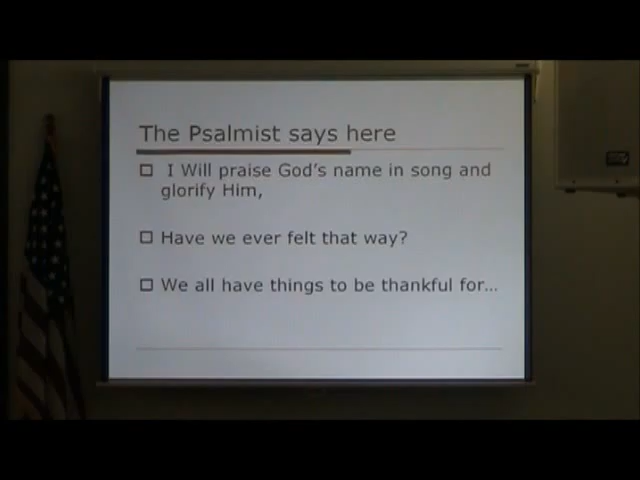 The Psalmist says here
I Will praise God's name in song and
glorify Him,
Have we ever felt that way?
We all have things to be thankful for...